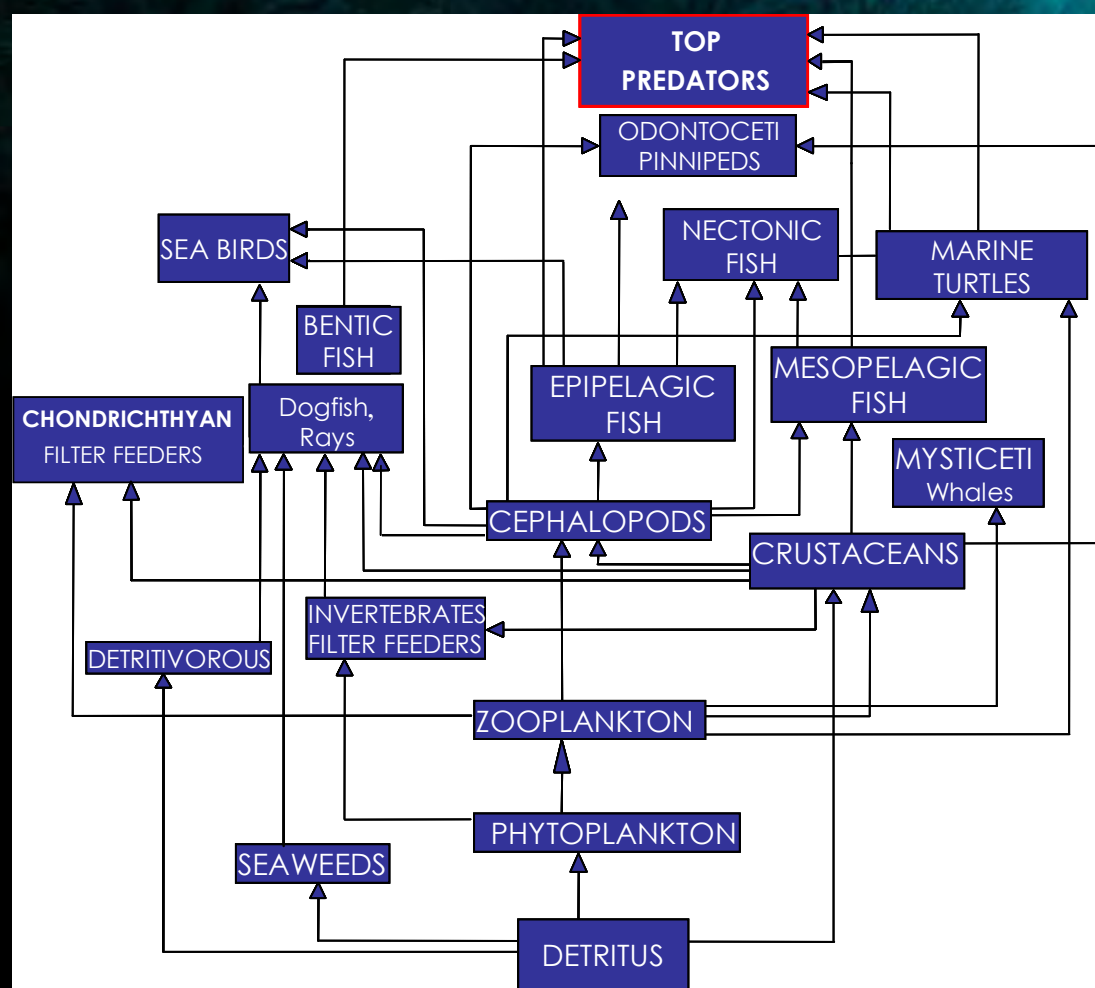 TOP
PREDATORS
ODONTOCETI
PINNIPEDS
SEA BIRDS
NECTONIC
FISH
MARINE
TURTLES
BENTIC
FISH
EPIPELAGIC
FISH
MESOPELAGIC
FISH
CHONDRICHTHYAN
FILTER FEEDERS
Dogfish,
Rays
MYSTICETI
Whales
CEPHALOPODS
CRUSTACEANS
INVERTEBRATES
FILTER FEEDERS
DETRITIVOROUS
ZOOPLANKTON
PHYTOPLANKTON
SEAWEEDS
DETRITUS